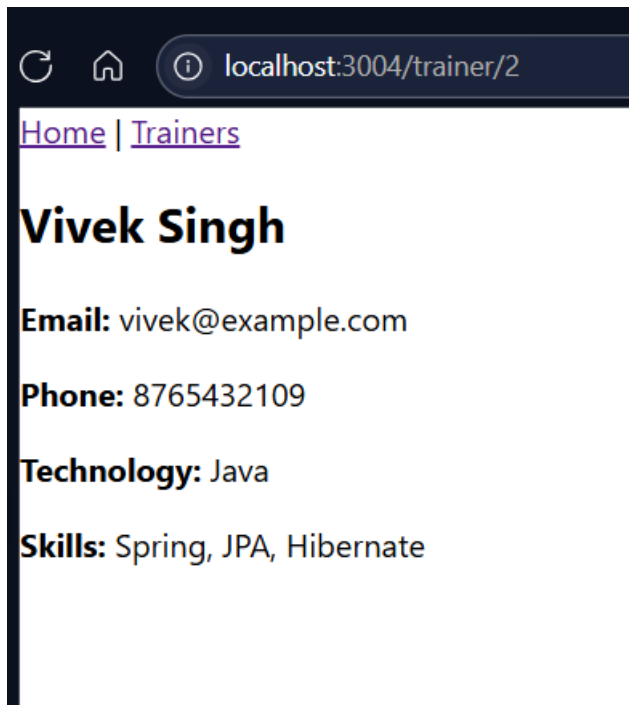 localhost:3004/trainer/2
Home | Trainers
Vivek Singh
Email: vivek@example.com
Phone: 8765432109
Technology: Java
Skills: Spring, JPA, Hibernate